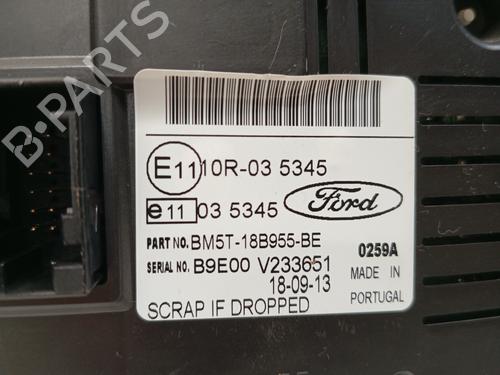 B-PARTS
E11 10R-03 5345
e11 03 5345
Ford
PART NO. BM5T-18B955-BE
0259A
SERIAL NO. B9E00 V233651
MADE IN
18-09-13
PORTUGAL
SCRAP IF DROPPED